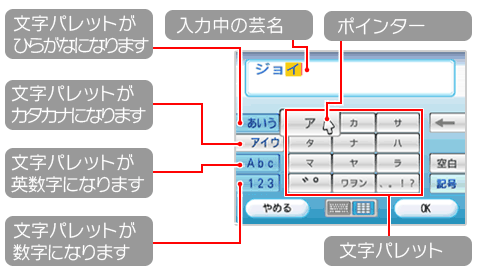 文字パレットが
ひらがなになります
入力中の芸名
ポインター
文字パレットが
カタカナになります
文字パレットが
英数字になります
文字パレットが
数字になります
ジョイ
あいう
ア
カ
サ
アイウ
タ
ナ
ハ
Abc
マ
ヤ
ラ
空白
123
゛゜
ワヲン
、。!?
記号
やめる
OK
文字パレット